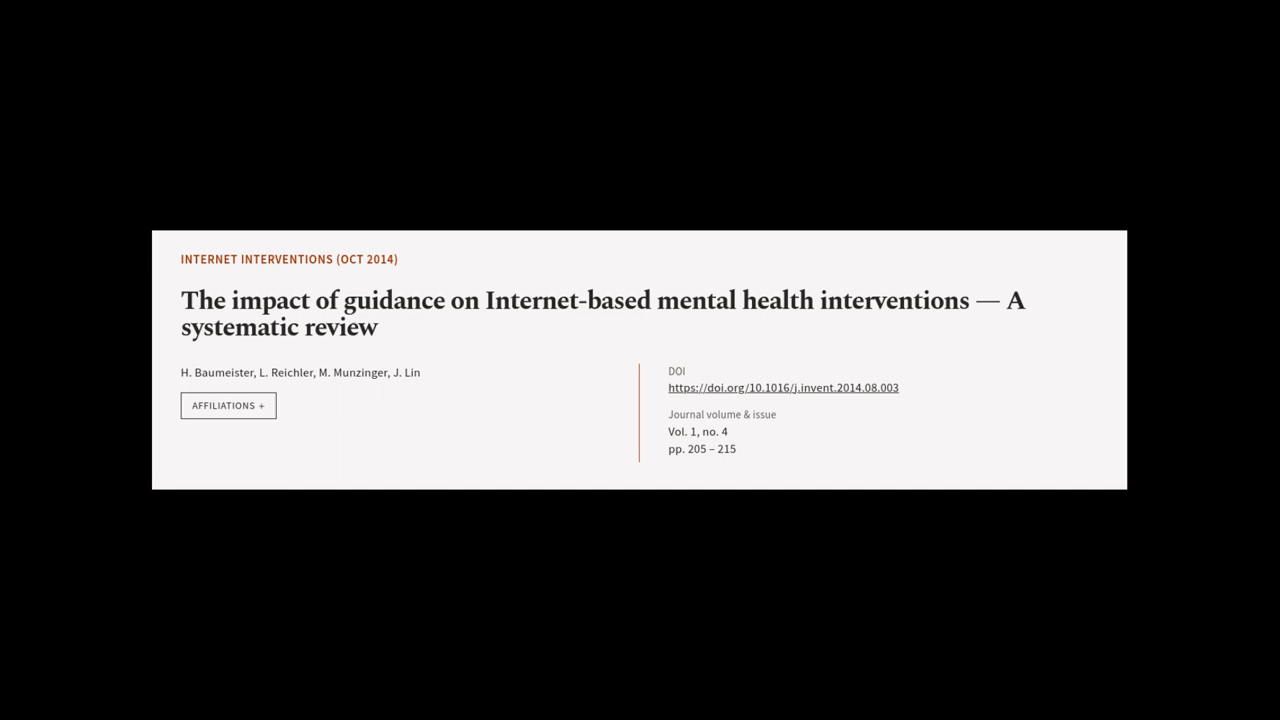 INTERNET INTERVENTIONS (OCT 2014)
The impact of guidance on Internet-based mental health interventions — A
systematic review
H. Baumeister, L. Reichler, M. Munzinger, J. Lin
AFFILIATIONS +
DOI
https://doi.org/10.1016/j.invent.2014.08.003
Journal volume & issue
Vol. 1, no. 4
pp. 205 – 215